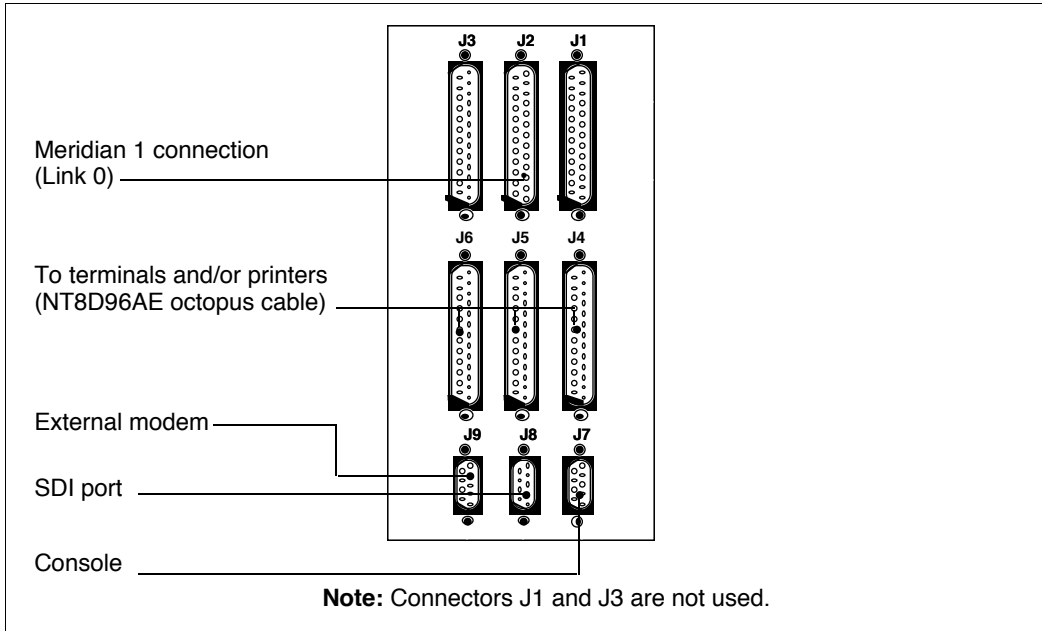 J3 J2 J1
Meridian 1 connection
(Link 0)
J6 J5 J4
To terminals and/or printers
(NT8D96AE octopus cable)
External modem
J9 J8 J7
SDI port
Console
Note: Connectors J1 and J3 are not used.